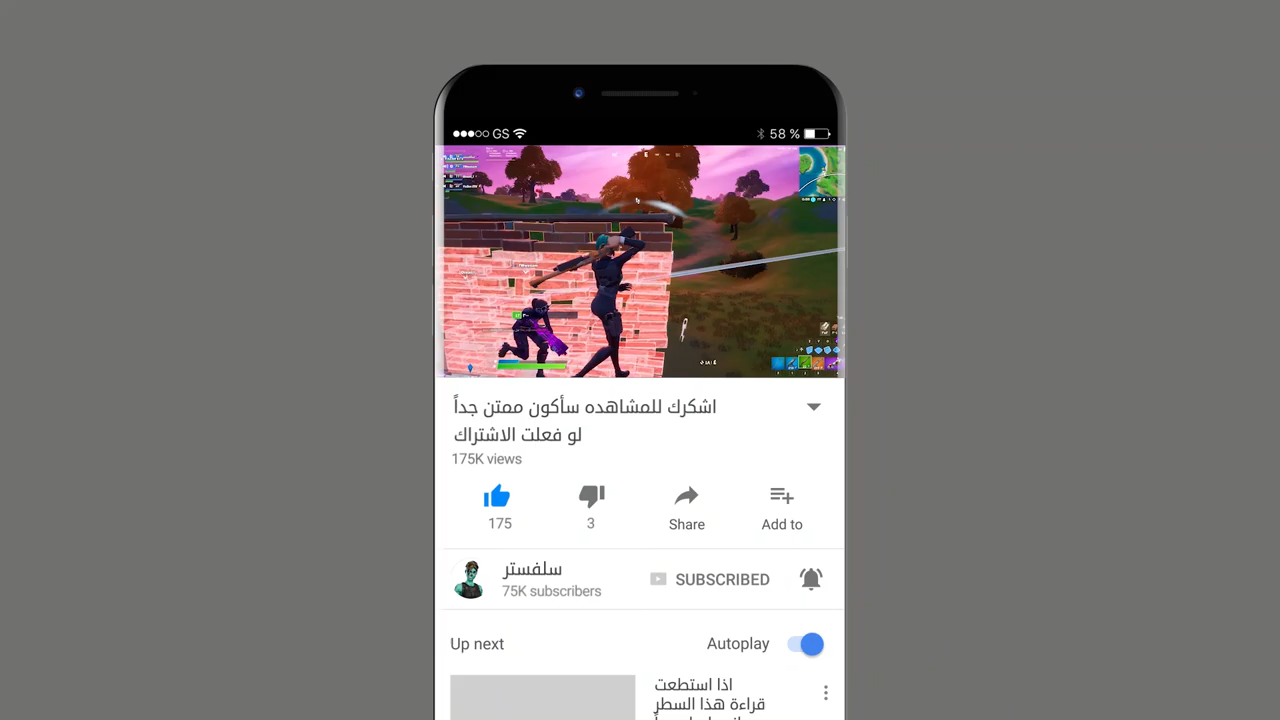 GS
58 %
اشكرك للمشاهده سأكون ممتن جداً
لو فعلت الاشتراك
175K views
175
3
Share
Add to
سلفستر
75K subscribers
SUBSCRIBED
Up next
Autoplay
اذا استطعت
قراءة هذا السطر